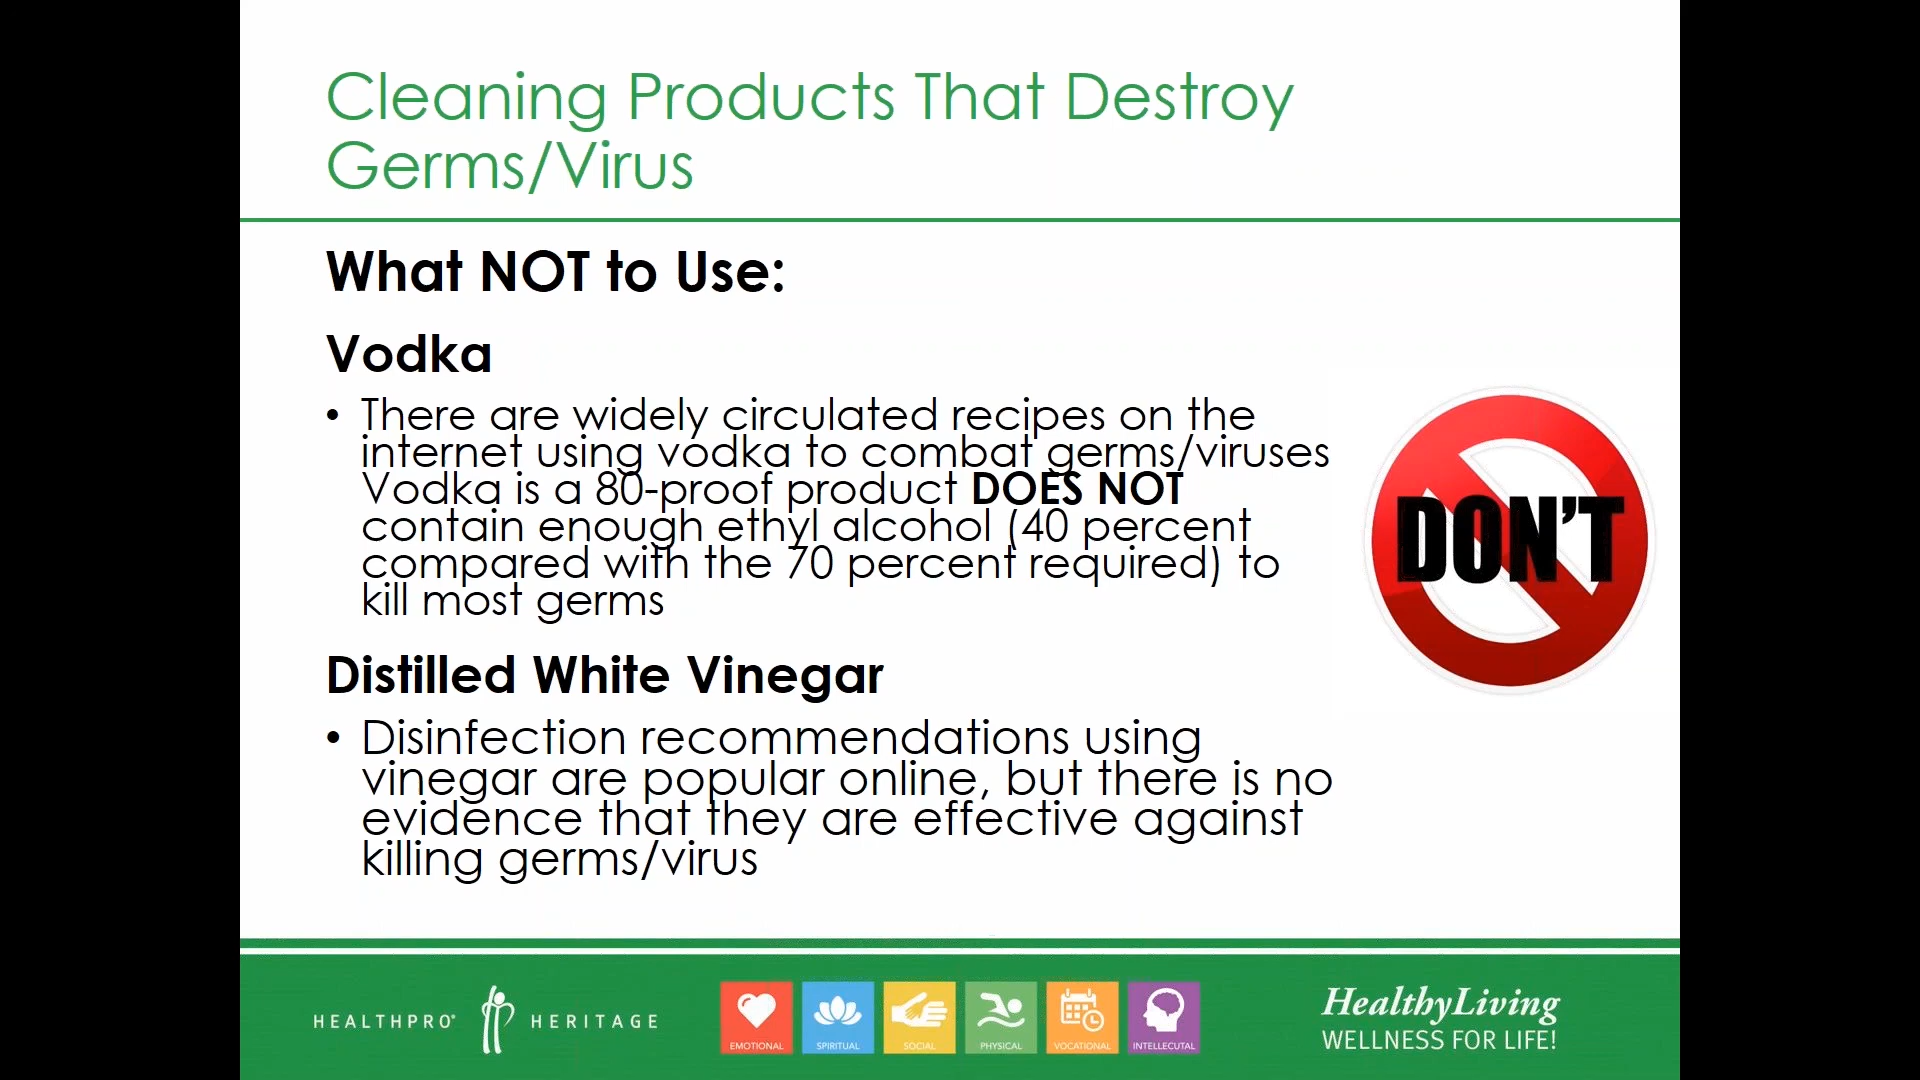 Cleaning Products That Destroy
Germs/Virus
What NOT to Use:
Vodka
• There are widely circulated recipes on the
internet using vodka to combat germs/viruses
Vodka is a 80-proof product DOES NOT
contain enough ethyl alcohol (40 percent
compared with the 70 percent required) to
kill most germs
DON'T
Distilled White Vinegar
• Disinfection recommendations using
vinegar are popular online, but there is no
evidence that they are effective against
killing germs/virus
HEALTHPRO® HERITAGE
EMOTIONAL
SPIRITUAL
SOCIAL
PHYSICAL
VOCATIONAL
INTELLECUTAL
HealthyLiving
WELLNESS FOR LIFE!